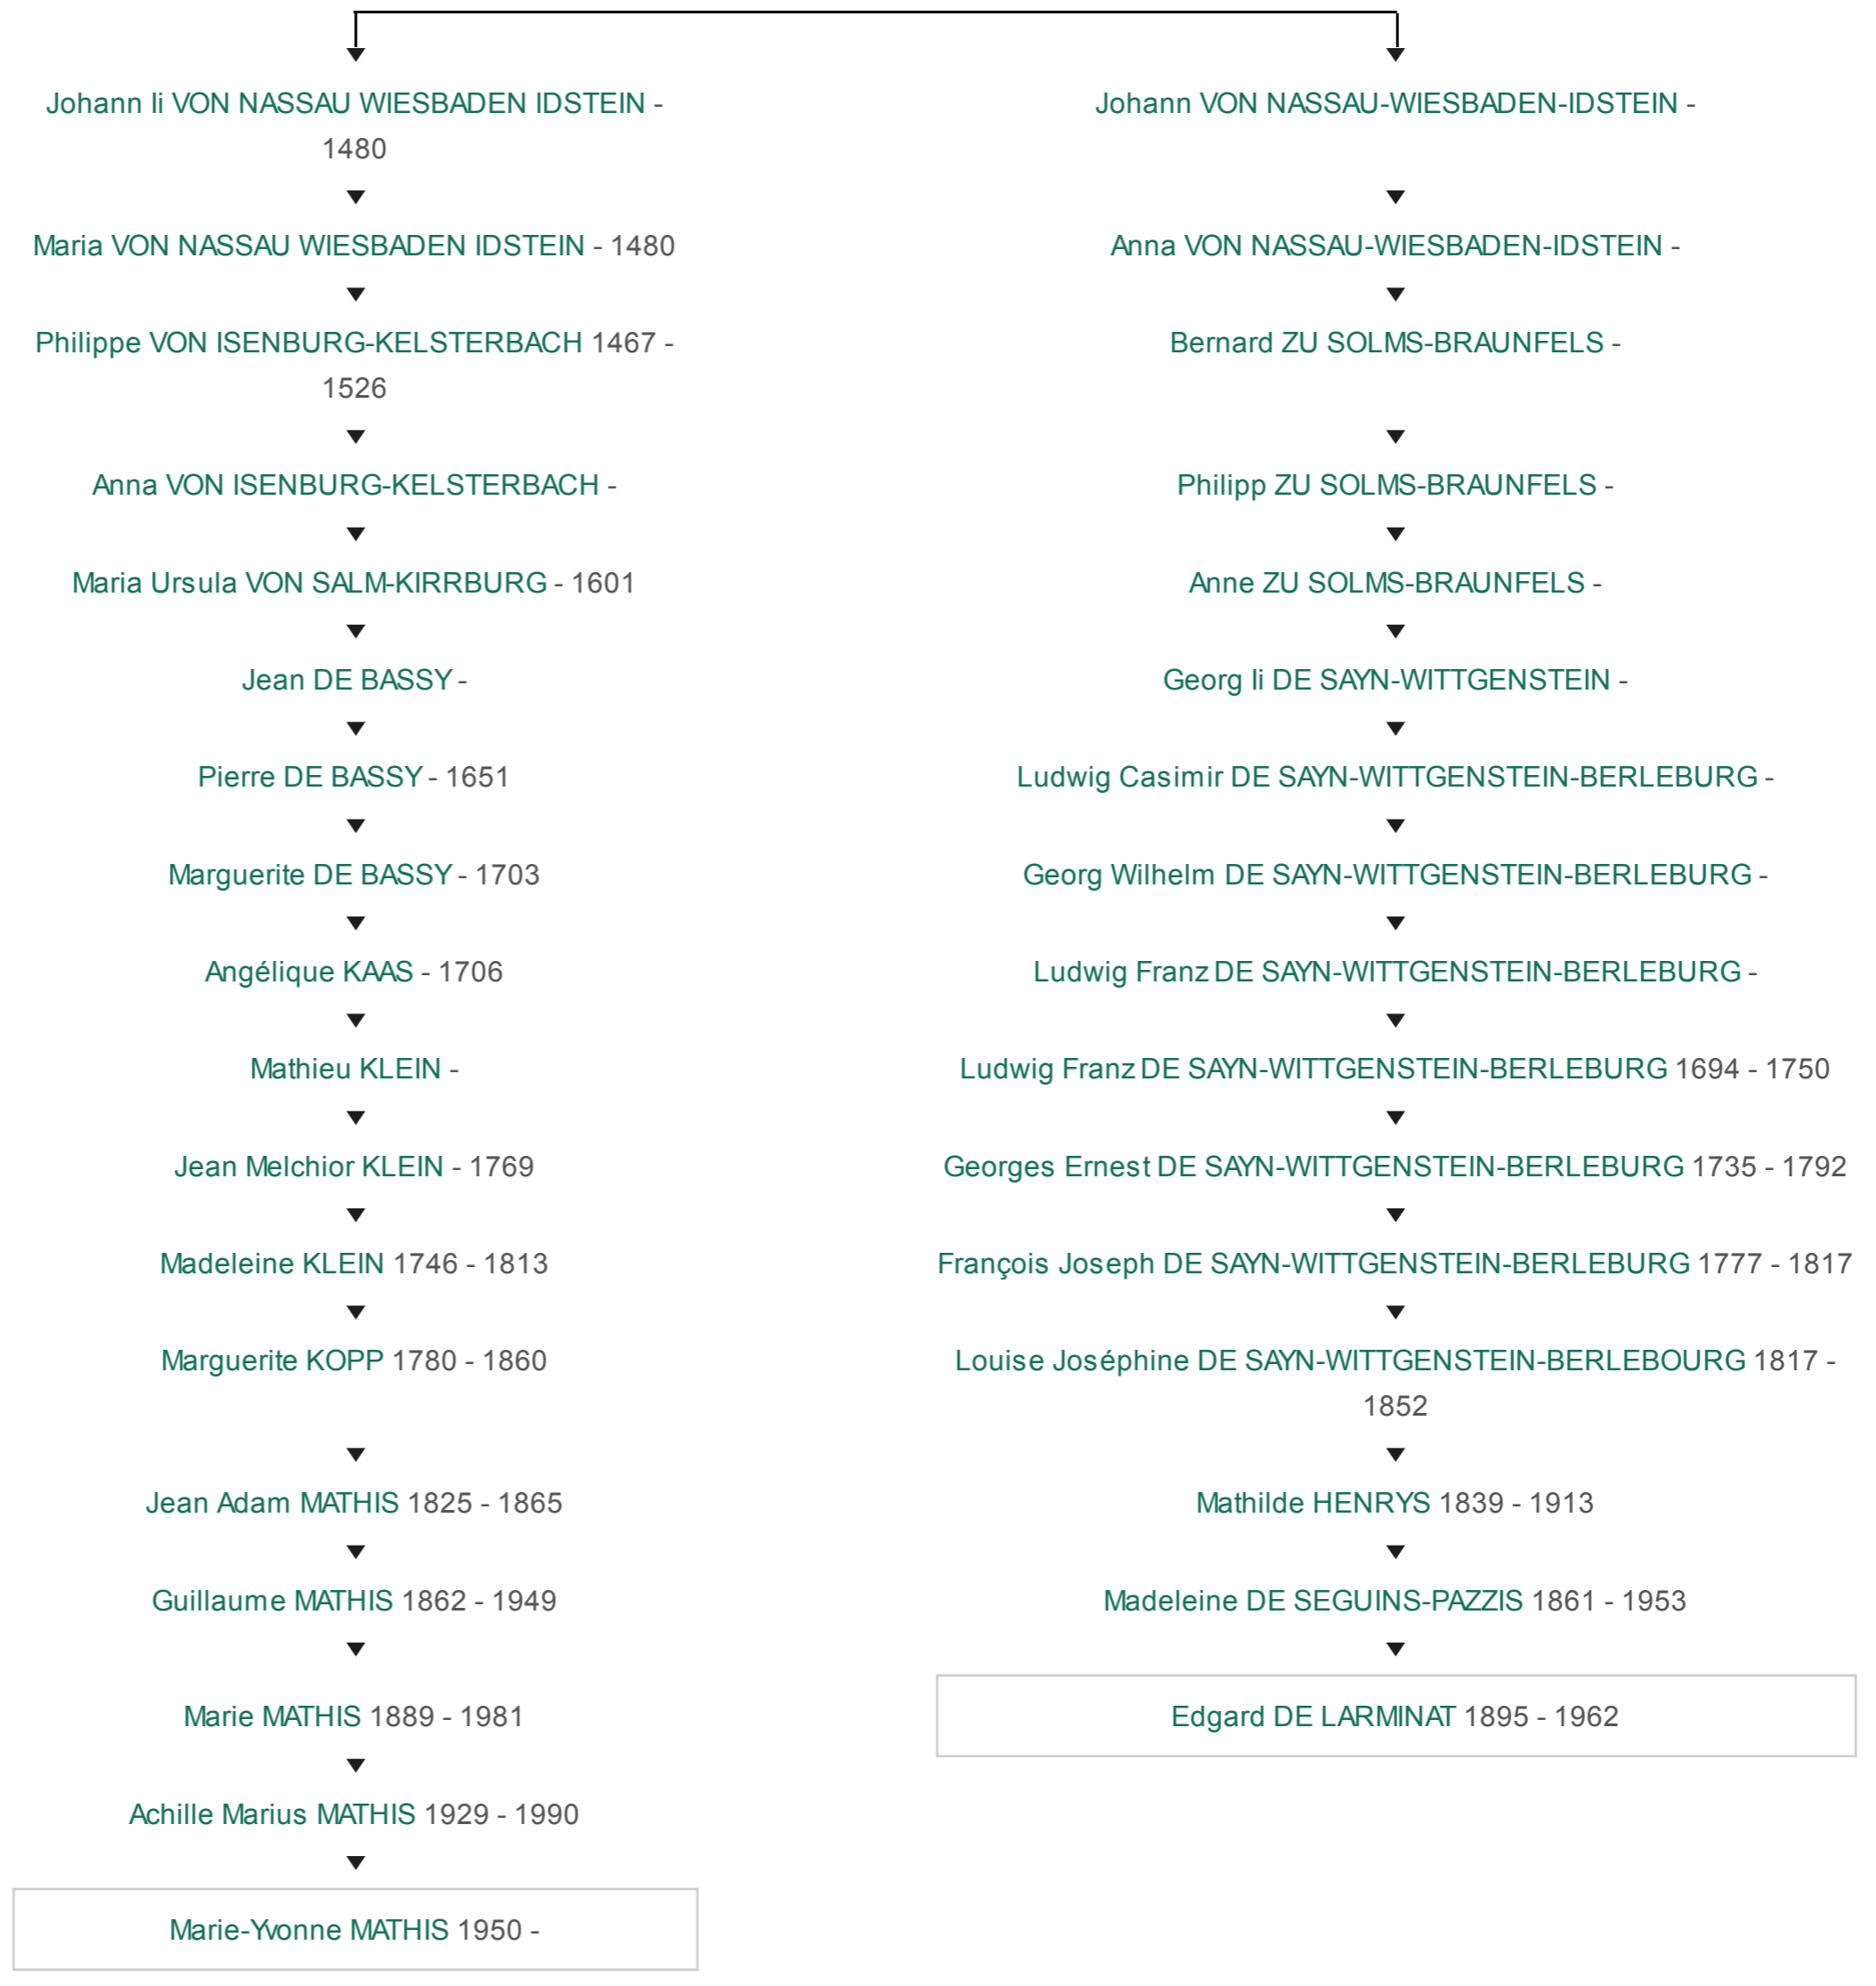 Johann Ii VON NASSAU WIESBADEN IDSTEIN -
1480
Maria VON NASSAU WIESBADEN IDSTEIN - 1480
Philippe VON ISENBURG-KELSTERBACH 1467 -
1526
Anna VON ISENBURG-KELSTERBACH -
Maria Ursula VON SALM-KIRRBURG - 1601
Jean DE BASSY -
Pierre DE BASSY - 1651
Marguerite DE BASSY - 1703
Angélique KAAS - 1706
Mathieu KLEIN -
Jean Melchior KLEIN - 1769
Madeleine KLEIN 1746 - 1813
Marguerite KOPP 1780 - 1860
Jean Adam MATHIS 1825 - 1865
Guillaume MATHIS 1862 - 1949
Marie MATHIS 1889 - 1981
Achille Marius MATHIS 1929 - 1990
Marie-Yvonne MATHIS 1950 -
Johann VON NASSAU-WIESBADEN-IDSTEIN -
Anna VON NASSAU-WIESBADEN-IDSTEIN -
Bernard ZU SOLMS-BRAUNFELS -
Philipp ZU SOLMS-BRAUNFELS -
Anne ZU SOLMS-BRAUNFELS -
Georg Ii DE SAYN-WITTGENSTEIN -
Ludwig Casimir DE SAYN-WITTGENSTEIN-BERLEBURG -
Georg Wilhelm DE SAYN-WITTGENSTEIN-BERLEBURG -
Ludwig Franz DE SAYN-WITTGENSTEIN-BERLEBURG -
Ludwig Franz DE SAYN-WITTGENSTEIN-BERLEBURG 1694 - 1750
Georges Ernest DE SAYN-WITTGENSTEIN-BERLEBURG 1735 - 1792
François Joseph DE SAYN-WITTGENSTEIN-BERLEBURG 1777 - 1817
Louise Joséphine DE SAYN-WITTGENSTEIN-BERLEBOURG 1817 -
1852
Mathilde HENRYS 1839 - 1913
Madeleine DE SEGUINS-PAZZIS 1861 - 1953
Edgard DE LARMINAT 1895 - 1962